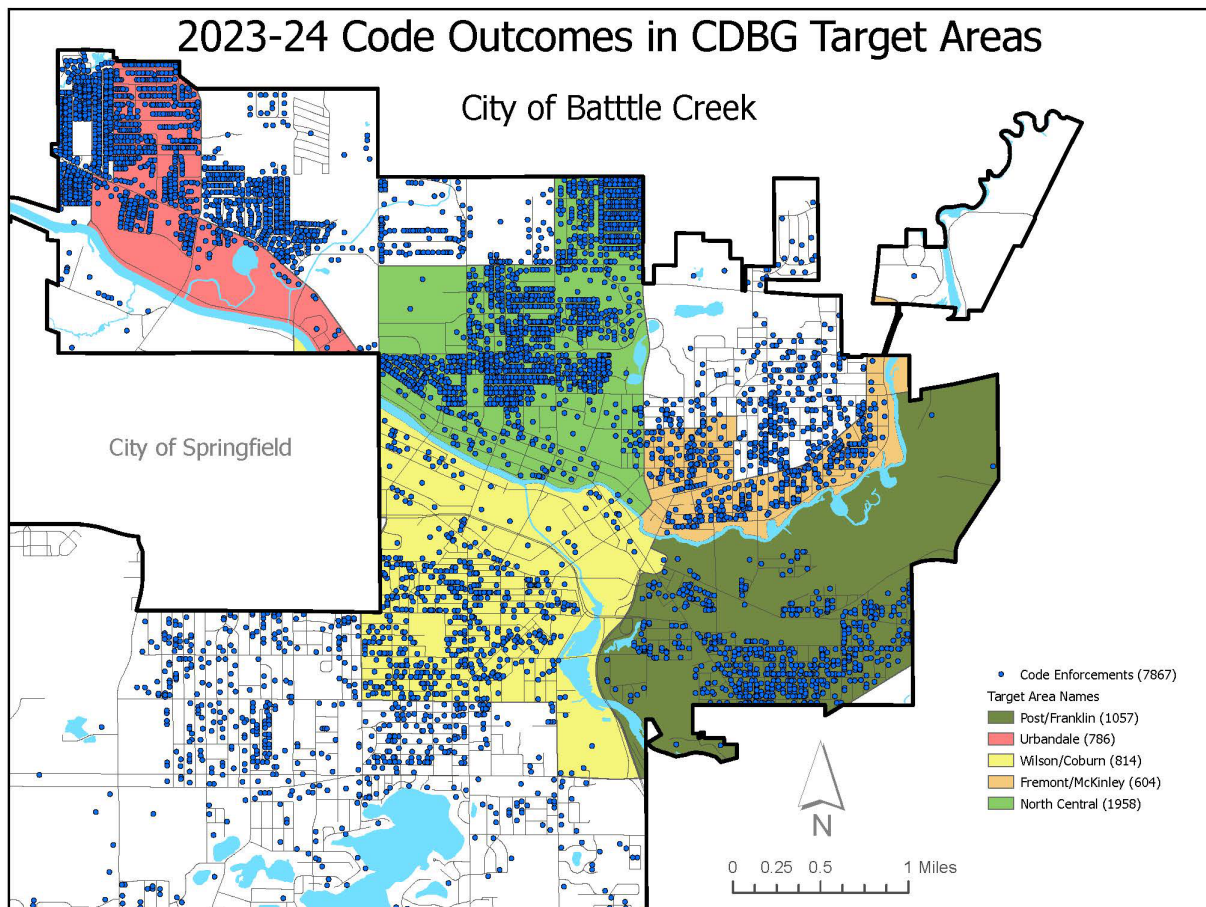 2023-24 Code Outcomes in CDBG Target Areas
City of Batttle Creek
City of Springfield
Code Enforcements (7867)
Target Area Names
Post/Franklin (1057)
Urbandale (786)
Wilson/Coburn (814)
Fremont/McKinley (604)
North Central (1958)
N
0 0.25 0.5 1 Miles